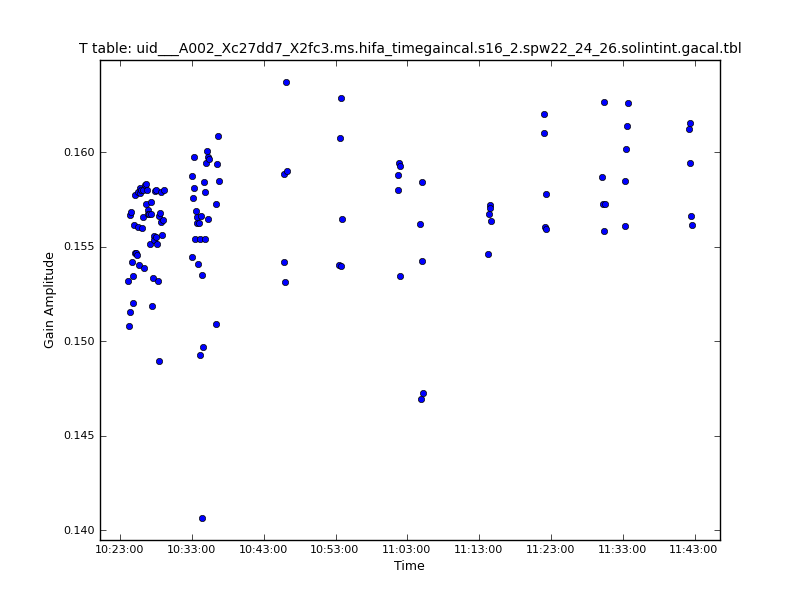 T table: uid___A002_Xc27dd7_X2fc3.ms.hifa_timegaincal.s16_2.spw22_24_26.solintint.gacal.tbl
0.160
0.155
0.150
0.145
0.140
Gain Amplitude
10:23:00 10:33:00 10:43:00 10:53:00 11:03:00 11:13:00 11:23:00 11:33:00 11:43:00
Time